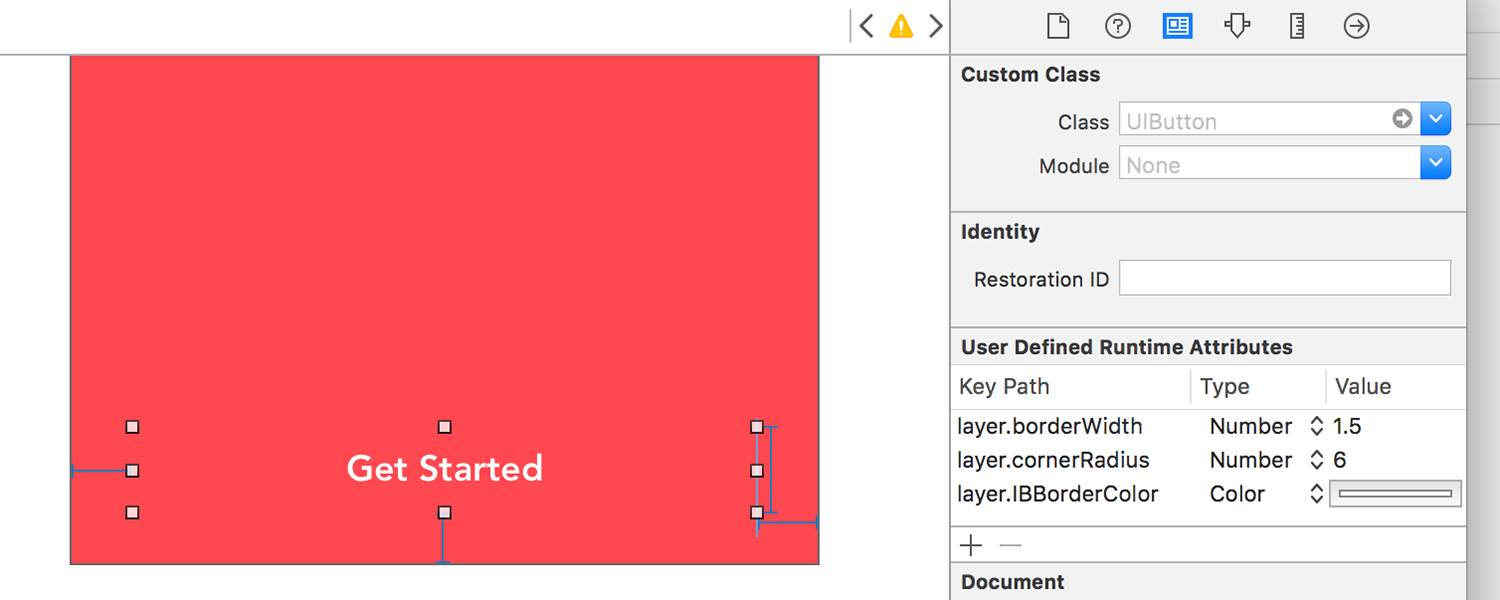 Custom Class
Class UIButton
Module None
Identity
Restoration ID
User Defined Runtime Attributes
Key Path Type Value
layer.borderWidth Number 1.5
layer.cornerRadius Number 6
layer.IBBorderColor Color
Document
Get Started